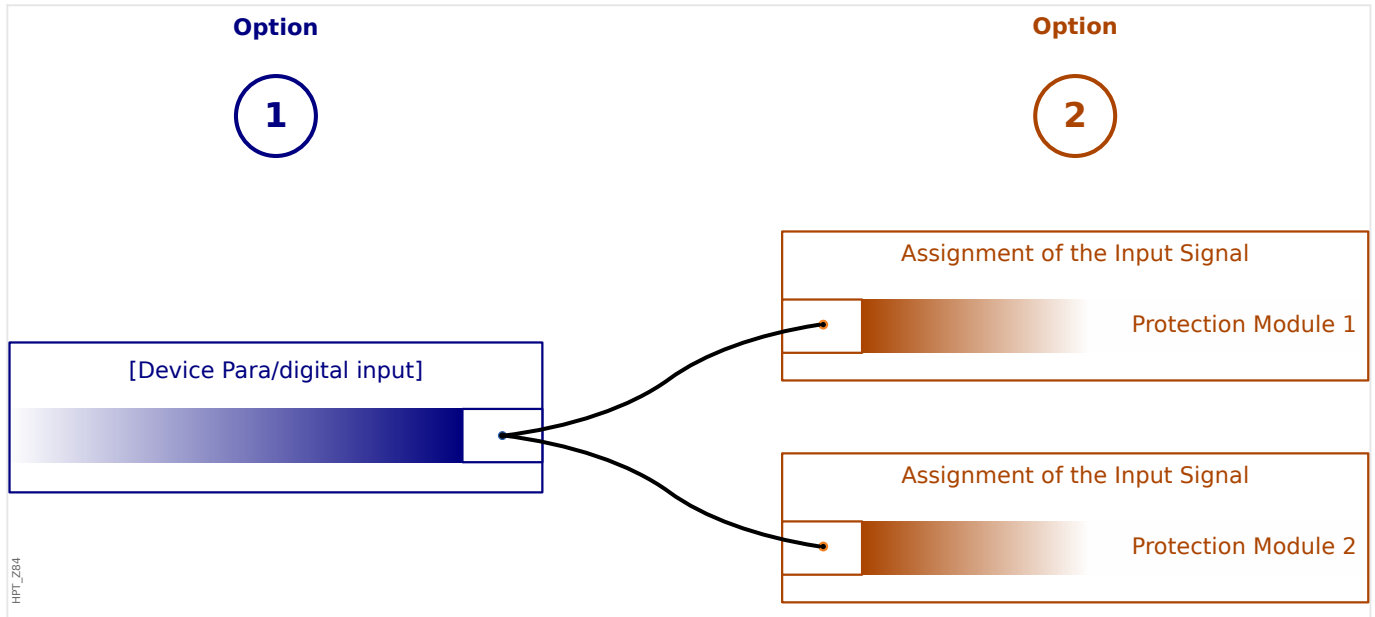 Option
Option
1
2
Assignment of the Input Signal
Protection Module 1
[Device Para/digital input]
Assignment of the Input Signal
Protection Module 2
HPT_Z84